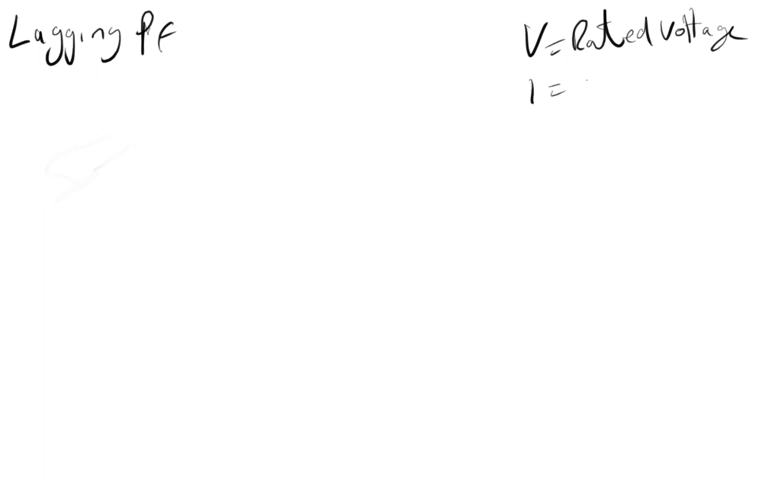 Lagging PF
V = Rated Voltage
I =